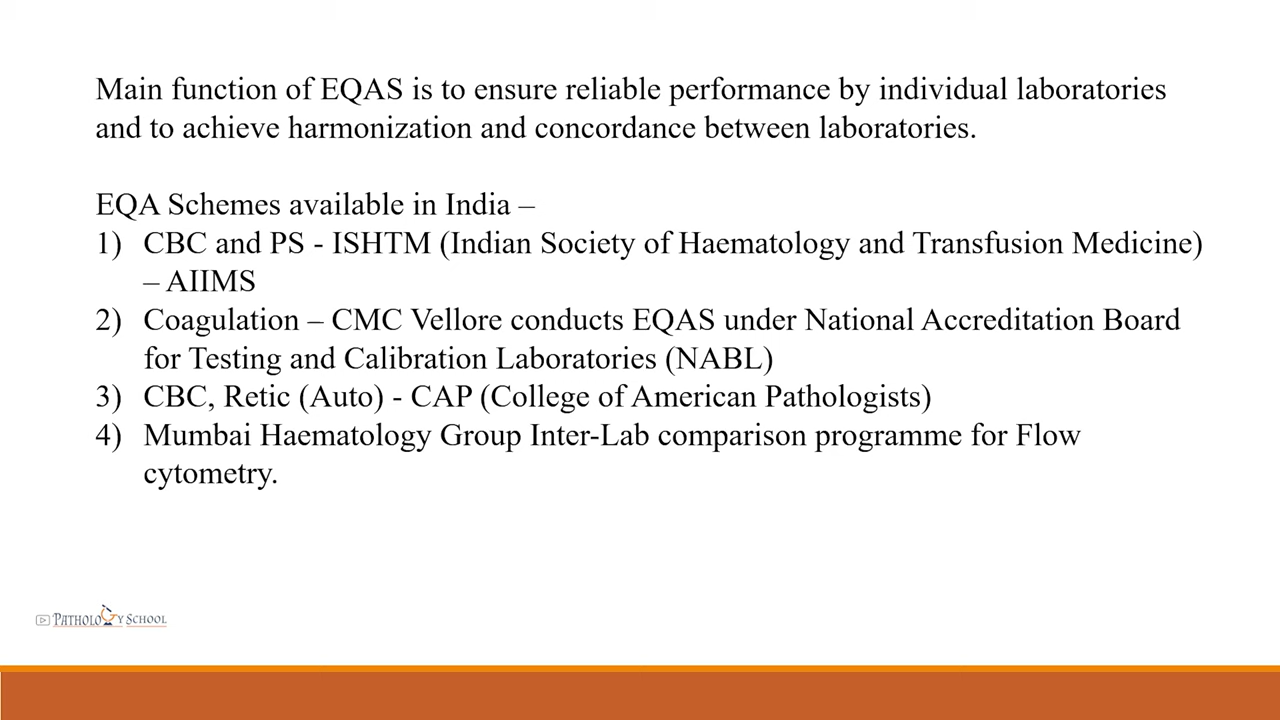 Main function of EQAS is to ensure reliable performance by individual laboratories
and to achieve harmonization and concordance between laboratories.
EQA Schemes available in India –
1) CBC and PS - ISHTM (Indian Society of Haematology and Transfusion Medicine)
– AIIMS
2) Coagulation – CMC Vellore conducts EQAS under National Accreditation Board
for Testing and Calibration Laboratories (NABL)
3) CBC, Retic (Auto) - CAP (College of American Pathologists)
4) Mumbai Haematology Group Inter-Lab comparison programme for Flow
cytometry.
PATHOLOGY SCHOOL